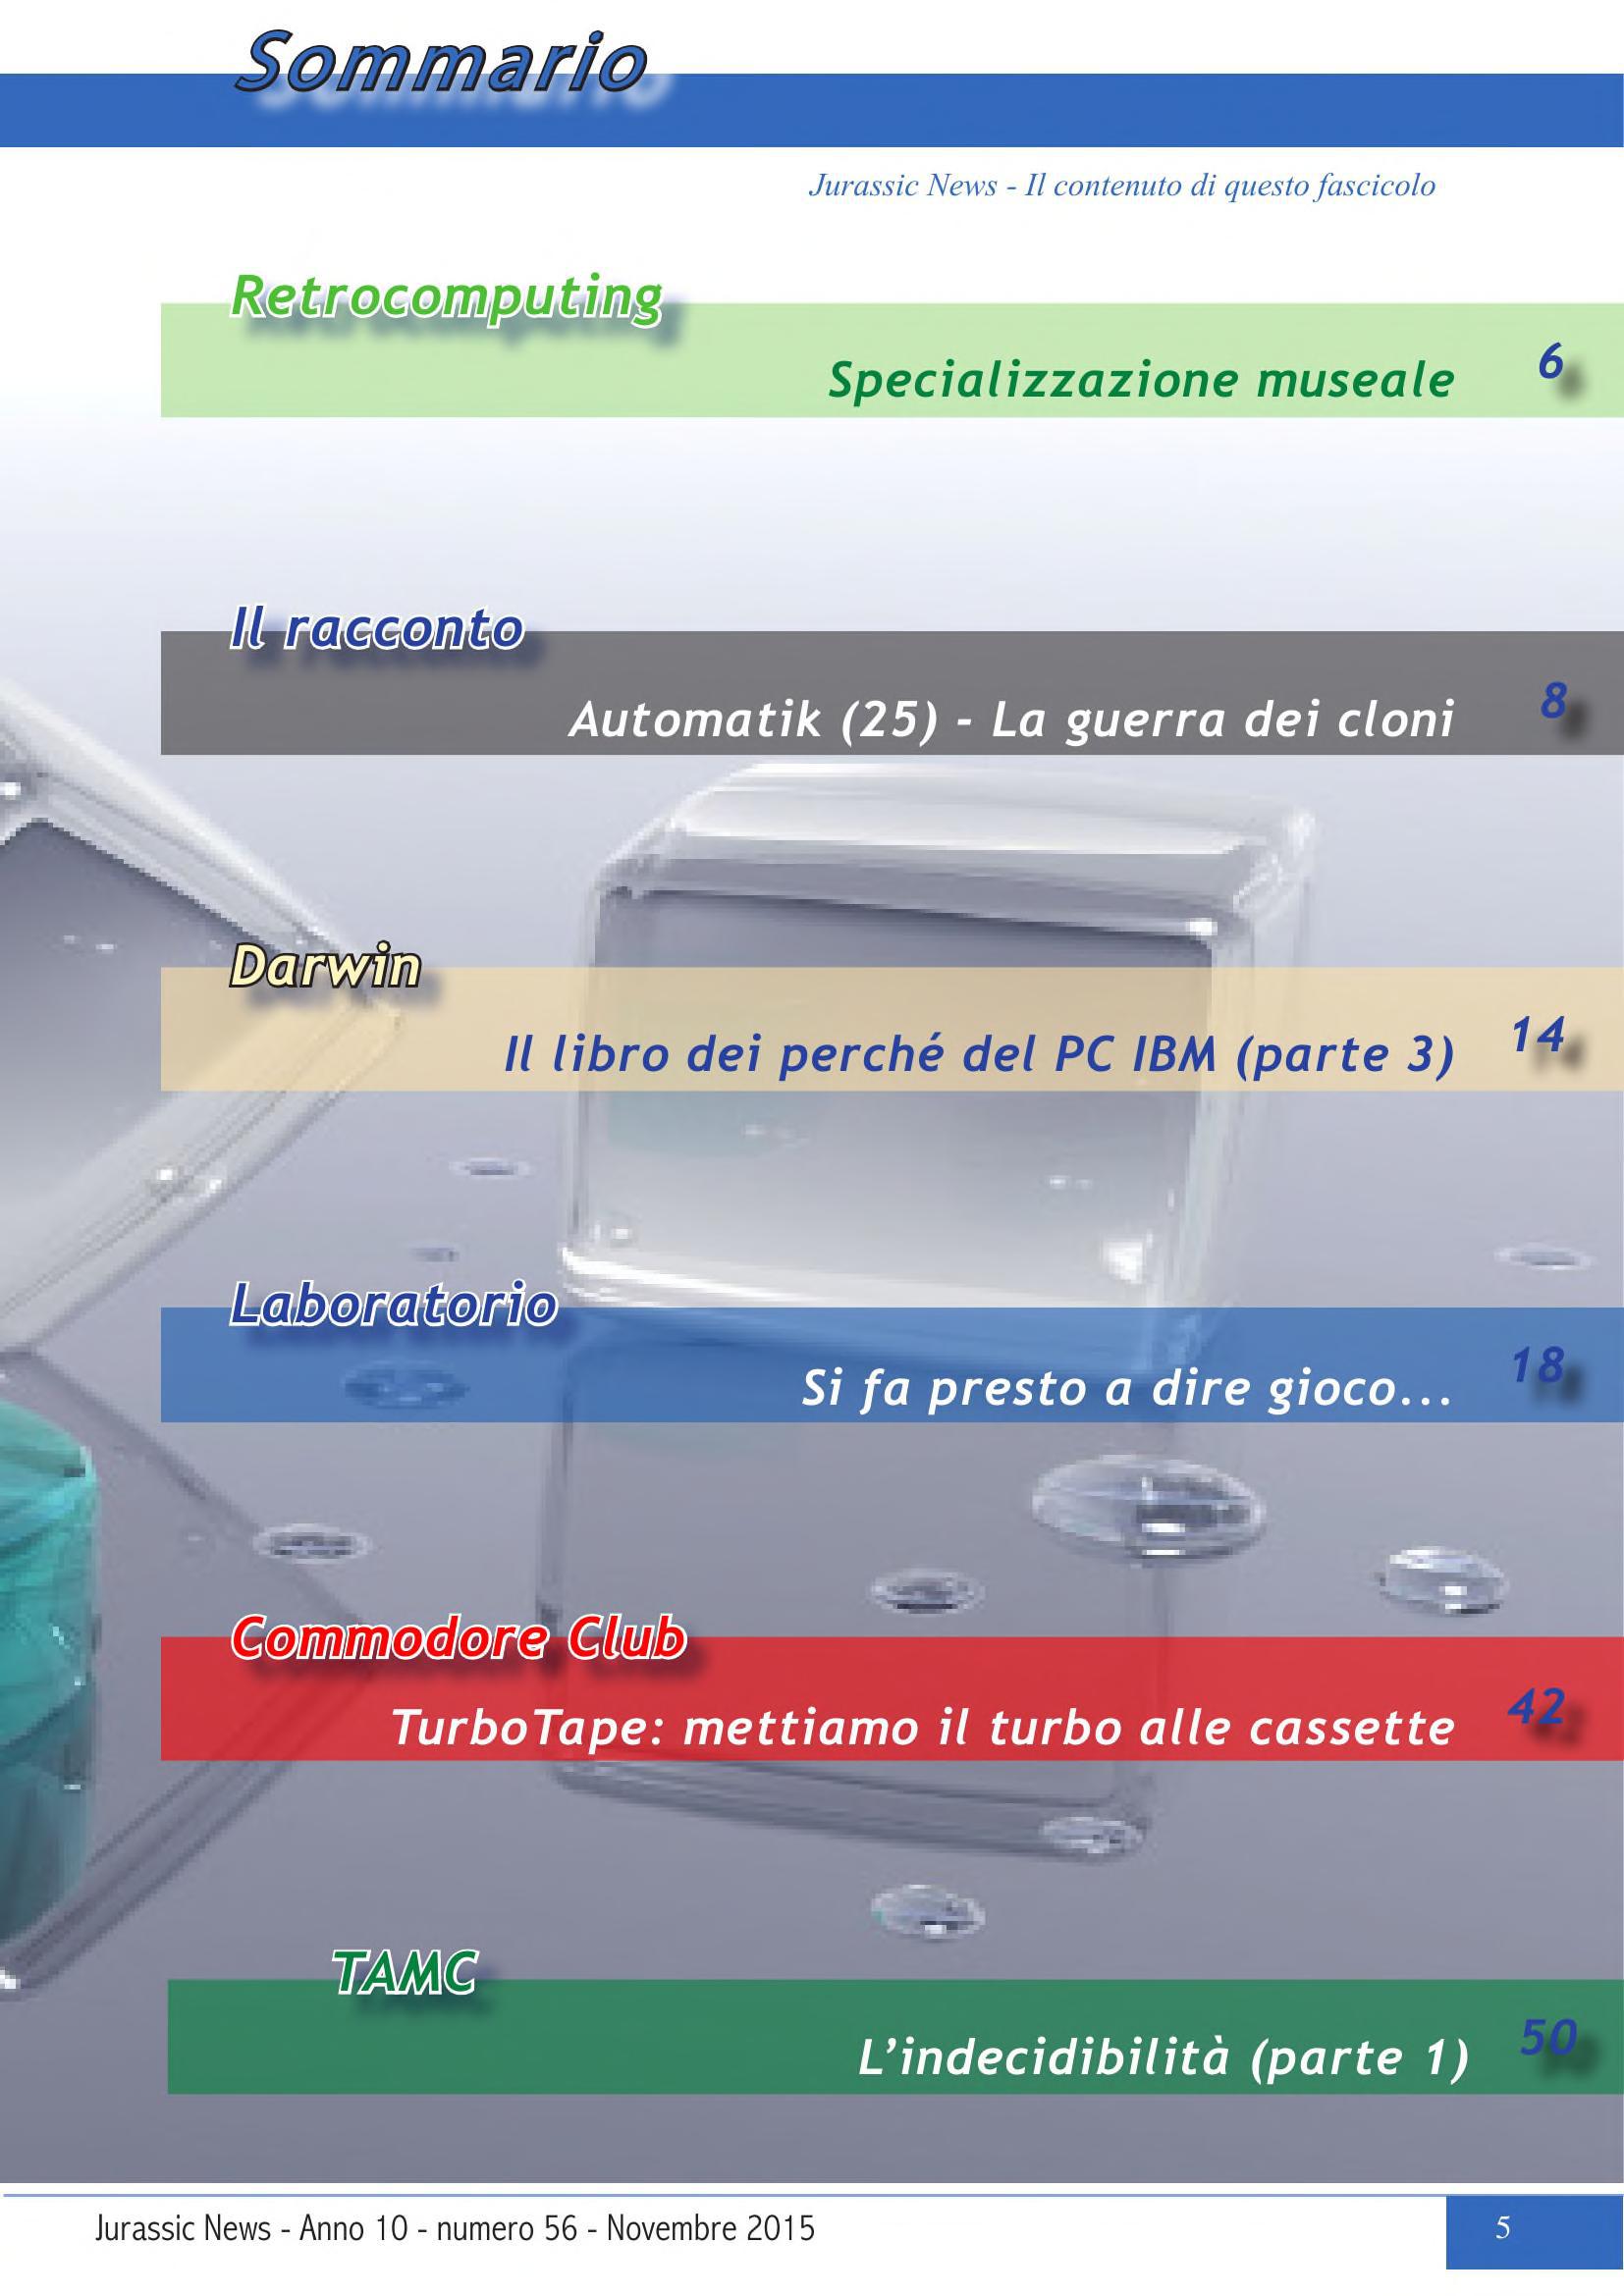 Sommario
Jurassic News - Il contenuto di questo fascicolo
Retrocomputing
Specializzazione museale 6
Il racconto
Automatik (25) - La guerra dei cloni 8
Darwin
Il libro dei perché del PC IBM (parte 3) 14
Laboratorio
Si fa presto a dire gioco... 18
Commodore Club
TurboTape: mettiamo il turbo alle cassette 42
TAMC
L’indecidibilità (parte 1) 50
Jurassic News - Anno 10 - numero 56 - Novembre 2015 5